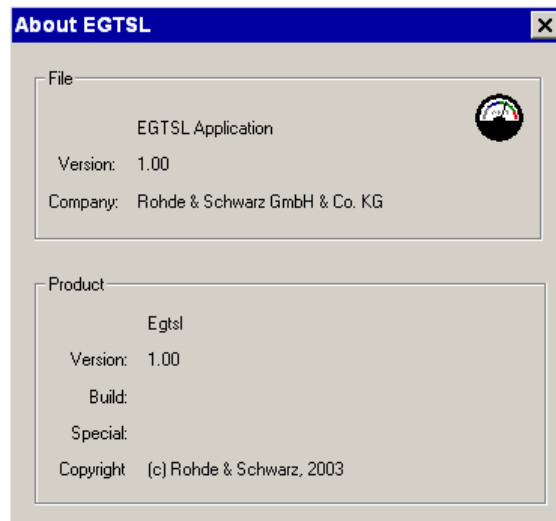 About EGTSL
File
EGTSL Application
Version: 1.00
Company: Rohde & Schwarz GmbH & Co. KG
Product
Egtsl
Version: 1.00
Build:
Special:
Copyright (c) Rohde & Schwarz, 2003